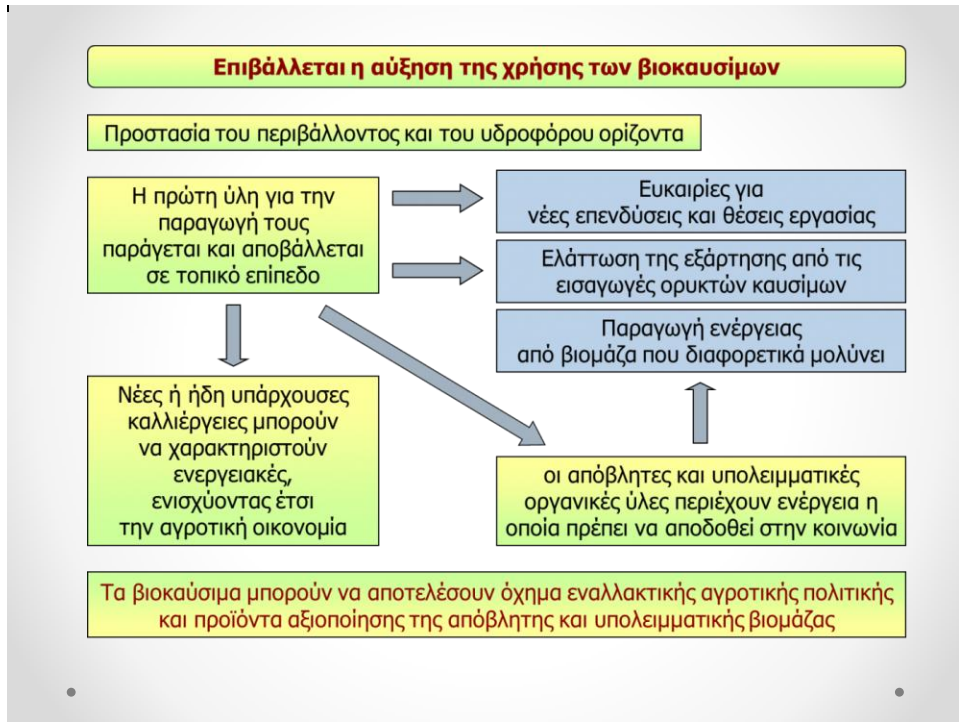 Επιβάλλεται η αύξηση της χρήσης των βιοκαυσίμων
Προστασία του περιβάλλοντος και του υδροφόρου ορίζοντα
Η πρώτη ύλη για την
παραγωγή τους
παράγεται και αποβάλλεται
σε τοπικό επίπεδο
Ευκαιρίες για
νέες επενδύσεις και θέσεις εργασίας
Ελάττωση της εξάρτησης από τις
εισαγωγές ορυκτών καυσίμων
Παραγωγή ενέργειας
από βιομάζα που διαφορετικά μολύνει
Νέες ή ήδη υπάρχουσες
καλλιέργειες μπορούν
να χαρακτηριστούν
ενεργειακές,
ενισχύοντας έτσι
την αγροτική οικονομία
οι απόβλητες και υπολειμματικές
οργανικές ύλες περιέχουν ενέργεια η
οποία πρέπει να αποδοθεί στην κοινωνία
Τα βιοκαύσιμα μπορούν να αποτελέσουν όχημα εναλλακτικής αγροτικής πολιτικής
και προϊόντα αξιοποίησης της απόβλητης και υπολειμματικής βιομάζας